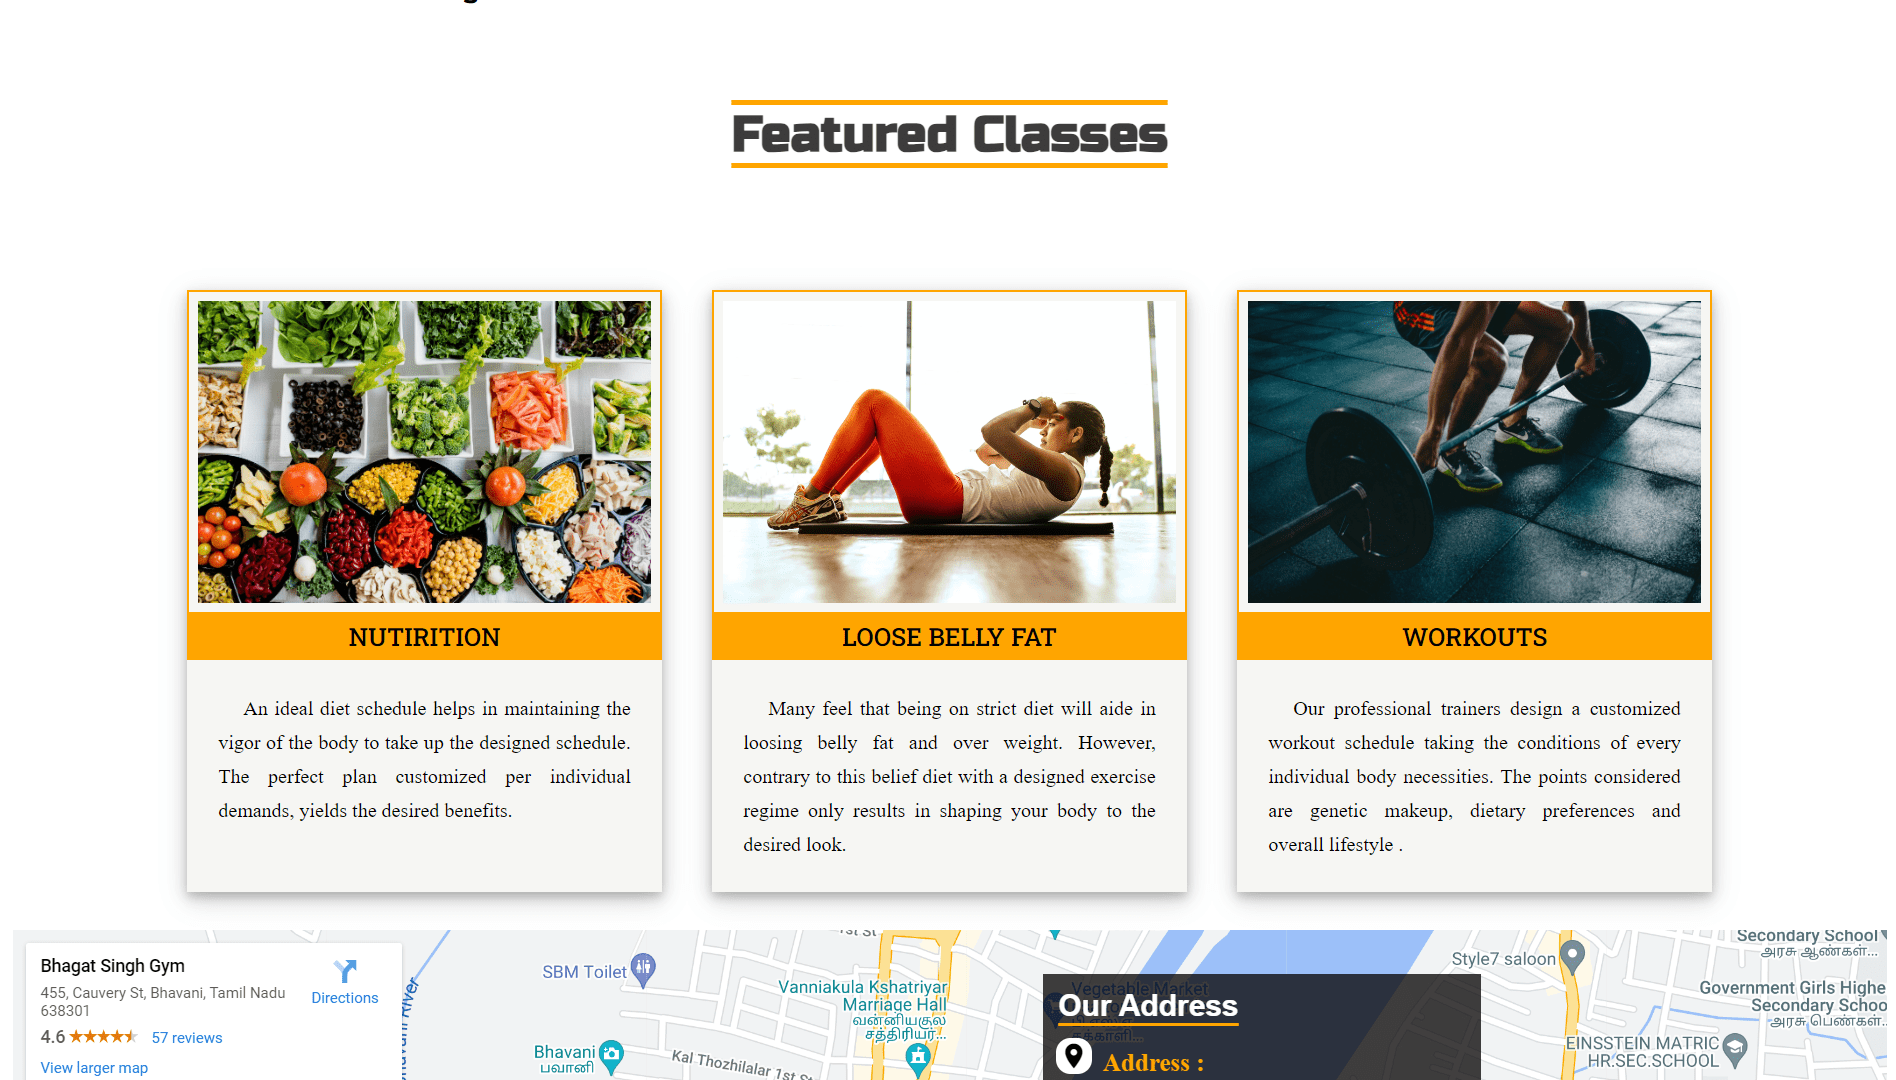 Featured Classes
NUTIRITION
An ideal diet schedule helps in maintaining the
vigor of the body to take up the designed schedule.
The perfect plan customized per individual
demands, yields the desired benefits.
LOOSE BELLY FAT
Many feel that being on strict diet will aide in
loosing belly fat and over weight. However,
contrary to this belief diet with a designed exercise
regime only results in shaping your body to the
desired look.
WORKOUTS
Our professional trainers design a customized
workout schedule taking the conditions of every
individual body necessities. The points considered
are genetic makeup, dietary preferences and
overall lifestyle .
Bhagat Singh Gym
455, Cauvery St, Bhavani, Tamil Nadu
638301
Directions
4.6
57 reviews
View larger map
River
SBM Toilet
1st St
Vanniakula Kshatriyar
Marriage Hall
வன்னியகுல
சத்திரியர்...
Bhavani
பவானி
Kal Thozhilalar 1st St
Vegetable Market
Our Address
Address :
Style7 saloon
Secondary School
அரசு ஆண்கள்...
Government Girls Highe
Secondary Schoo
அரசு பெண்கள்...
EINSSTEIN MATRIC
HR.SEC.SCHOOL